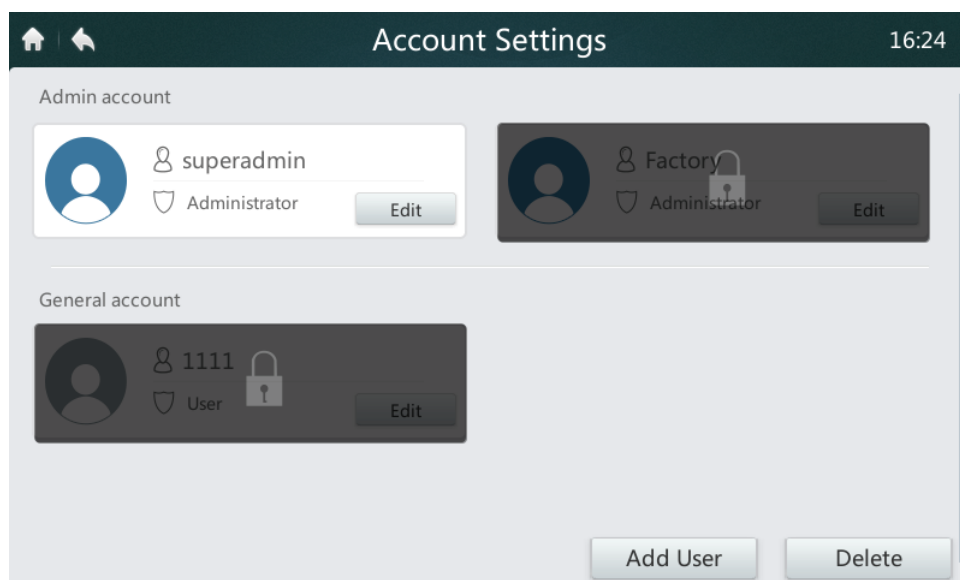 Account Settings 16:24
Admin account
superadmin
Administrator Edit
Factory
Administrator Edit
General account
1111
User Edit
Add User Delete